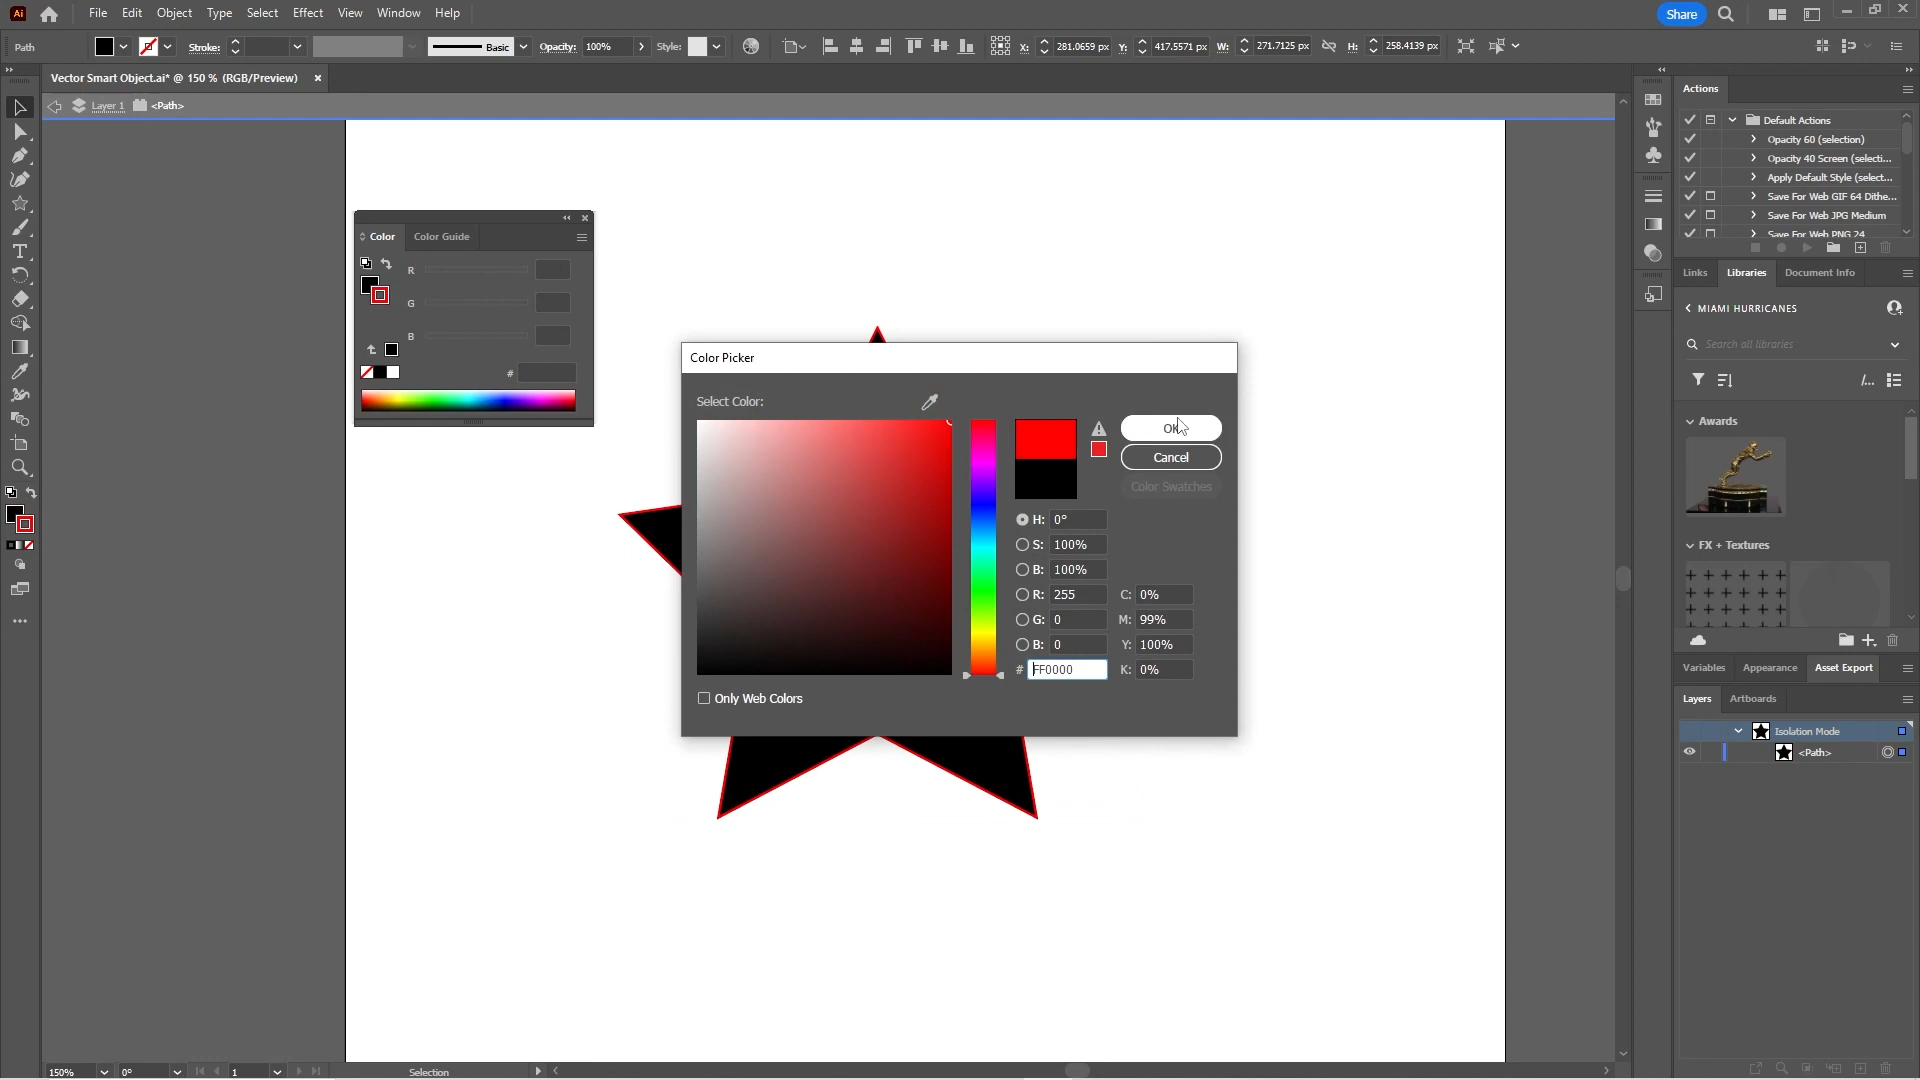 Ai File Edit Object Type Select Effect View Window Help Share
Path Stroke: Basic Opacity: 100% Style: X: 281.0659 px Y: 417.5571 px W: 271.7125 px H: 258.4139 px
Vector Smart Object.ai* @ 150 % (RGB/Preview)
Layer 1 <Path>
Color Color Guide
R
G
B
#
Color Picker
Select Color:
OK
Cancel
Color Swatches
H: 0°
S: 100%
B: 100%
R: 255 C: 0%
G: 0 M: 99%
B: 0 Y: 100%
# FF0000 K: 0%
Only Web Colors
Actions
Default Actions
Opacity 60 (selection)
Opacity 40 Screen (selecti...
Apply Default Style (select...
Save For Web GIF 64 Dithe...
Save For Web JPG Medium
Save For Web PNG 24
Links Libraries Document Info
MIAMI HURRICANES
Search all libraries
Awards
FX + Textures
Variables Appearance Asset Export
Layers Artboards
Isolation Mode
<Path>
150% 0° 1 Selection